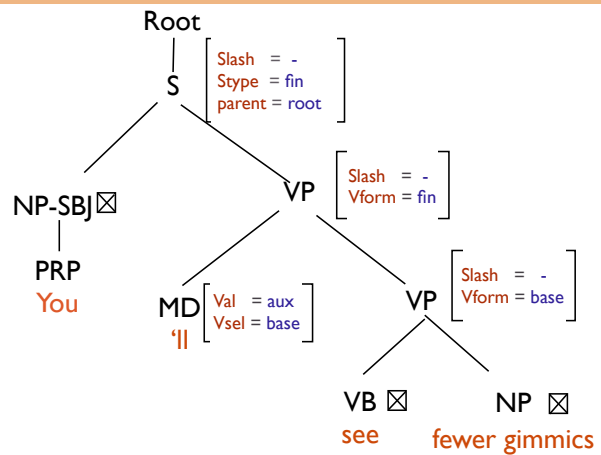 Root
S
Slash = -
Stype = fin
parent = root
NP-SBJ
VP
Slash = -
Vform = fin
PRP
You
MD
'll
Val = aux
Vsel = base
VP
Slash = -
Vform = base
VB
see
NP
fewer gimmics